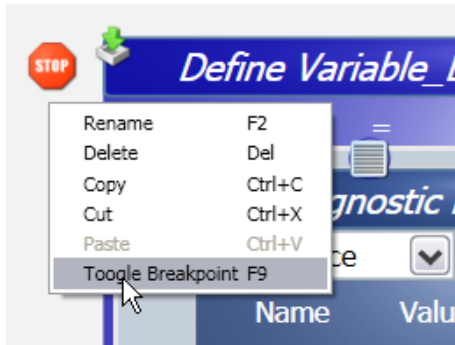 STOP
Define Variable_
=
Rename F2
Delete Del
Copy Ctrl+C
Cut Ctrl+X
gnostic
Paste Ctrl+V
ce
Toogle Breakpoint F9
Name Valu